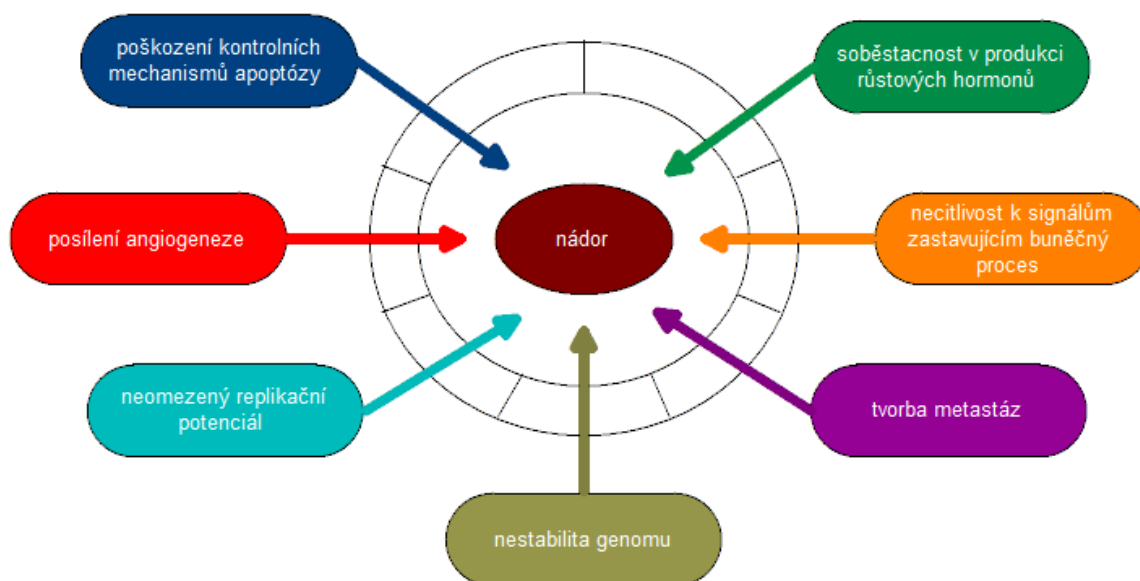 poškození kontrolních
mechanismů apoptózy
soběstacnost v produkci
růstových hormonů
posílení angiogeneze
nádor
necitlivost k signálům
zastavujícím buněčný
proces
neomezený replikační
potenciál
tvorba metastáz
nestabilita genomu